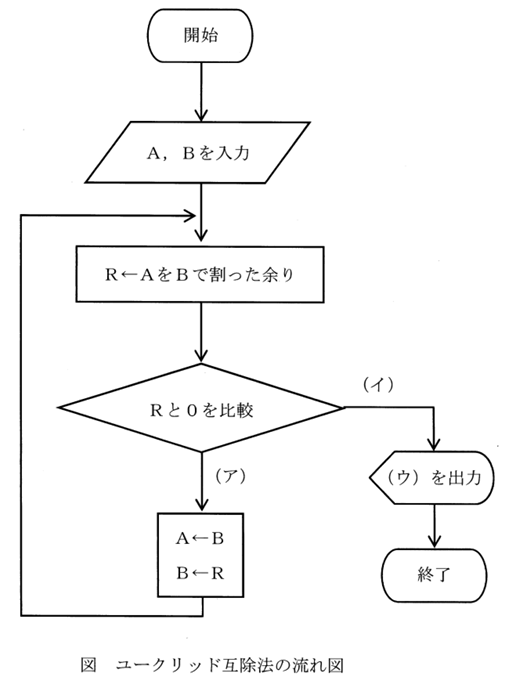 開始
A，Bを入力
R←AをBで割った余り
Rと0を比較
（イ）
（ア）
（ウ）を出力
A←B
B←R
終了
図　ユークリッド互除法の流れ図